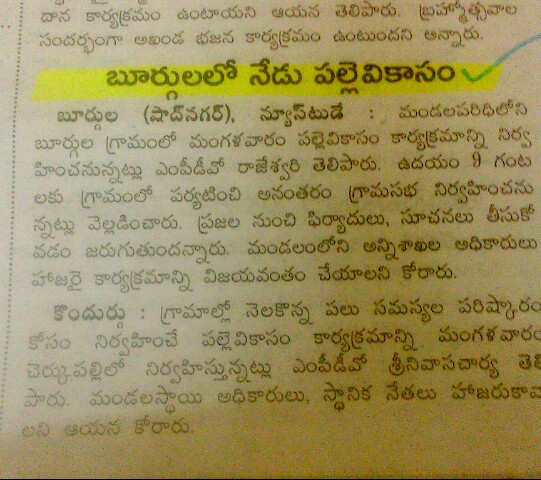 దాన కార్యక్రమం ఉంటాయని ఆయన తెలిపారు. బ్రహ్మోత్సవాల
సందర్భంగా అఖండ భజన కార్యక్రమం ఉంటుందని అన్నారు.
బూర్గులలో నేడు పల్లెవికాసం
బూర్గుల (షాద్‌నగర్), న్యూస్‌టుడే : మండలపరిధిలోని
బూర్గుల గ్రామంలో మంగళవారం పల్లెవికాసం కార్యక్రమాన్ని నిర్వ
హించనున్నట్లు ఎంపీడీవో రాజేశ్వరి తెలిపారు. ఉదయం 9 గంట
లకు గ్రామంలో పర్యటించి అనంతరం గ్రామసభ నిర్వహించను
న్నట్లు వెల్లడించారు. ప్రజల నుంచి ఫిర్యాదులు, సూచనలు తీసుకో
వడం జరుగుతుందన్నారు. మండలంలోని అన్నిశాఖల అధికారులు
హాజరై కార్యక్రమాన్ని విజయవంతం చేయాలని కోరారు.
కొందుర్గు : గ్రామాల్లో నెలకొన్న పలు సమస్యల పరిష్కారం
కోసం నిర్వహించే పల్లెవికాసం కార్యక్రమాన్ని మంగళవారం
చెర్కుపల్లిలో నిర్వహిస్తున్నట్లు ఎంపీడీవో శ్రీనివాసచార్య తెలి
పారు. మండలస్థాయి అధికారులు, స్థానిక నేతలు హాజరుకావా
లని ఆయన కోరారు.